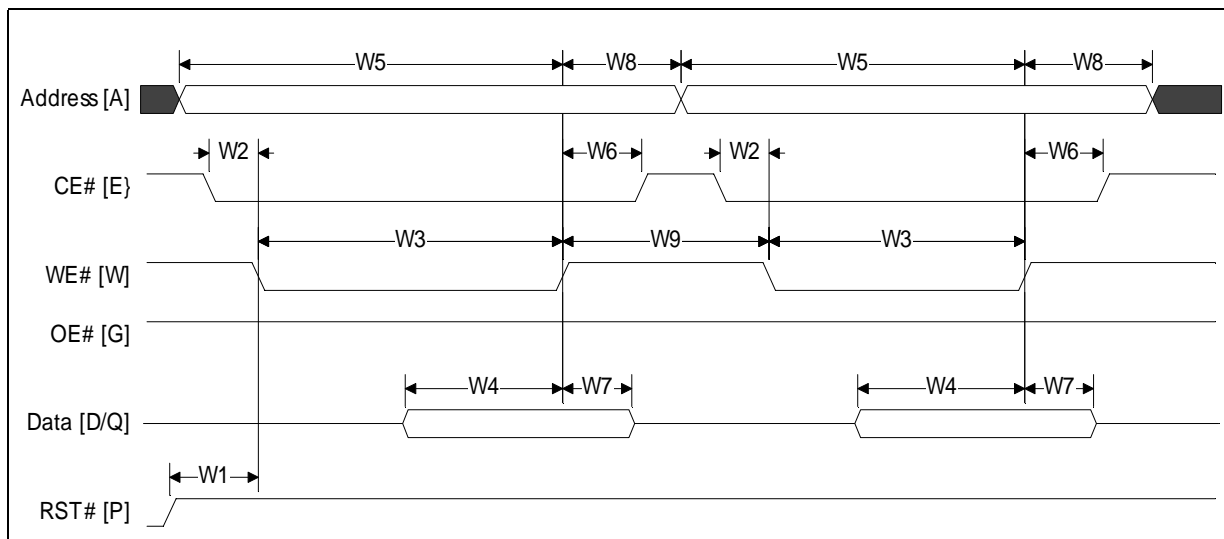 W5 W8 W5 W8
Address [A]
W2 W6 W2 W6
CE# [E}
W3 W9 W3
WE# [W]
OE# [G]
W4 W7 W4 W7
Data [D/Q]
W1
RST# [P]